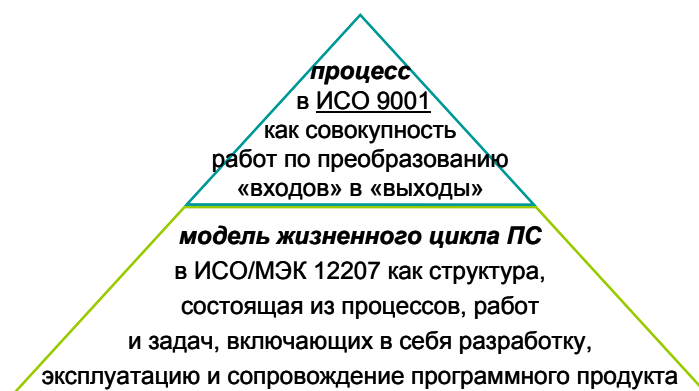 процесс
в ИСО 9001
как совокупность
работ по преобразованию
«входов» в «выходы»
модель жизненного цикла ПС
в ИСО/МЭК 12207 как структура,
состоящая из процессов, работ
и задач, включающих в себя разработку,
эксплуатацию и сопровождение программного продукта